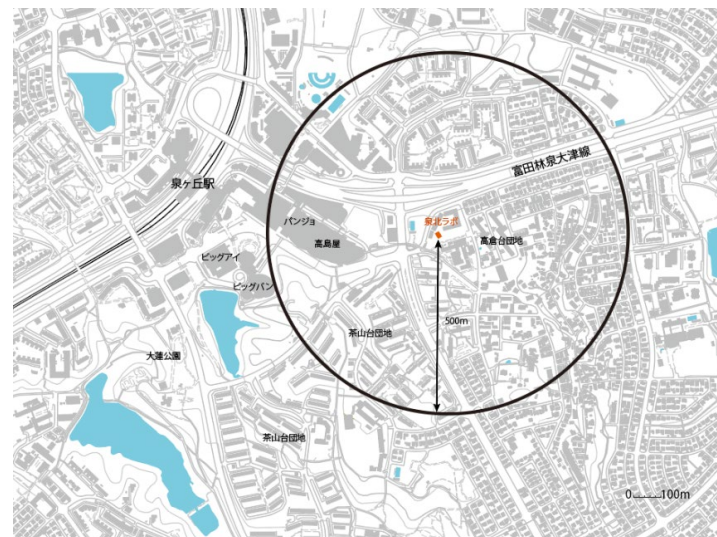 富田林泉大津線
泉ヶ丘駅
パンジョ
泉北ラボ
高島屋
高倉台団地
ビッグアイ
ビッグバン
500m
茶山台団地
大蓮公園
茶山台団地
0 100m